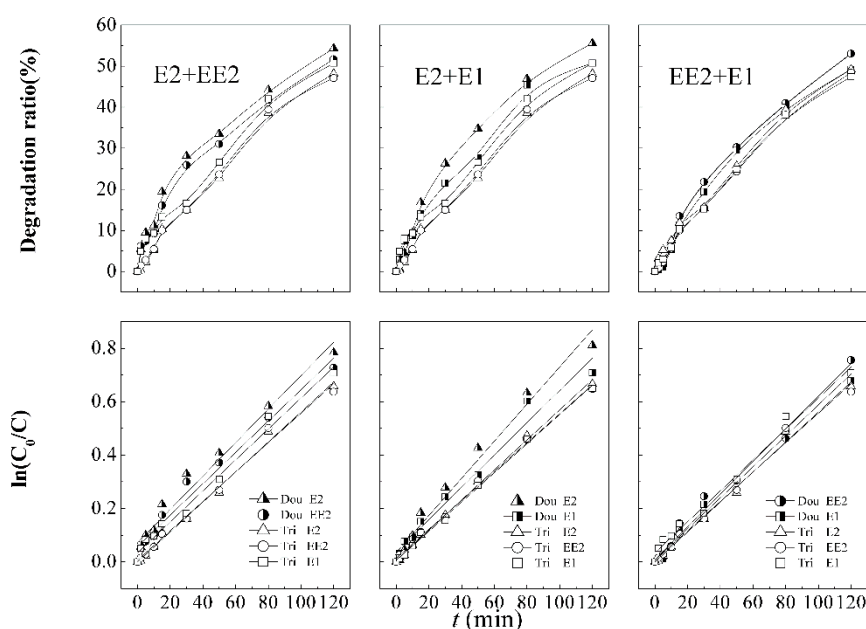 60
50
40
30
20
10
0
Degradation ratio(%)
E2+EE2
E2+E1
EE2+E1
0.8
0.6
0.4
0.2
0.0
ln(C0/C)
Dou E2
Dou EE2
Tri E2
Tri EE2
Tri E1
Dou E2
Dou E1
Tri E2
Tri EE2
Tri E1
Dou EE2
Dou E1
Tri E2
Tri EE2
Tri E1
0 20 40 60 80 100 120
0 20 40 60 80 100 120
0 20 40 60 80 100 120
t (min)